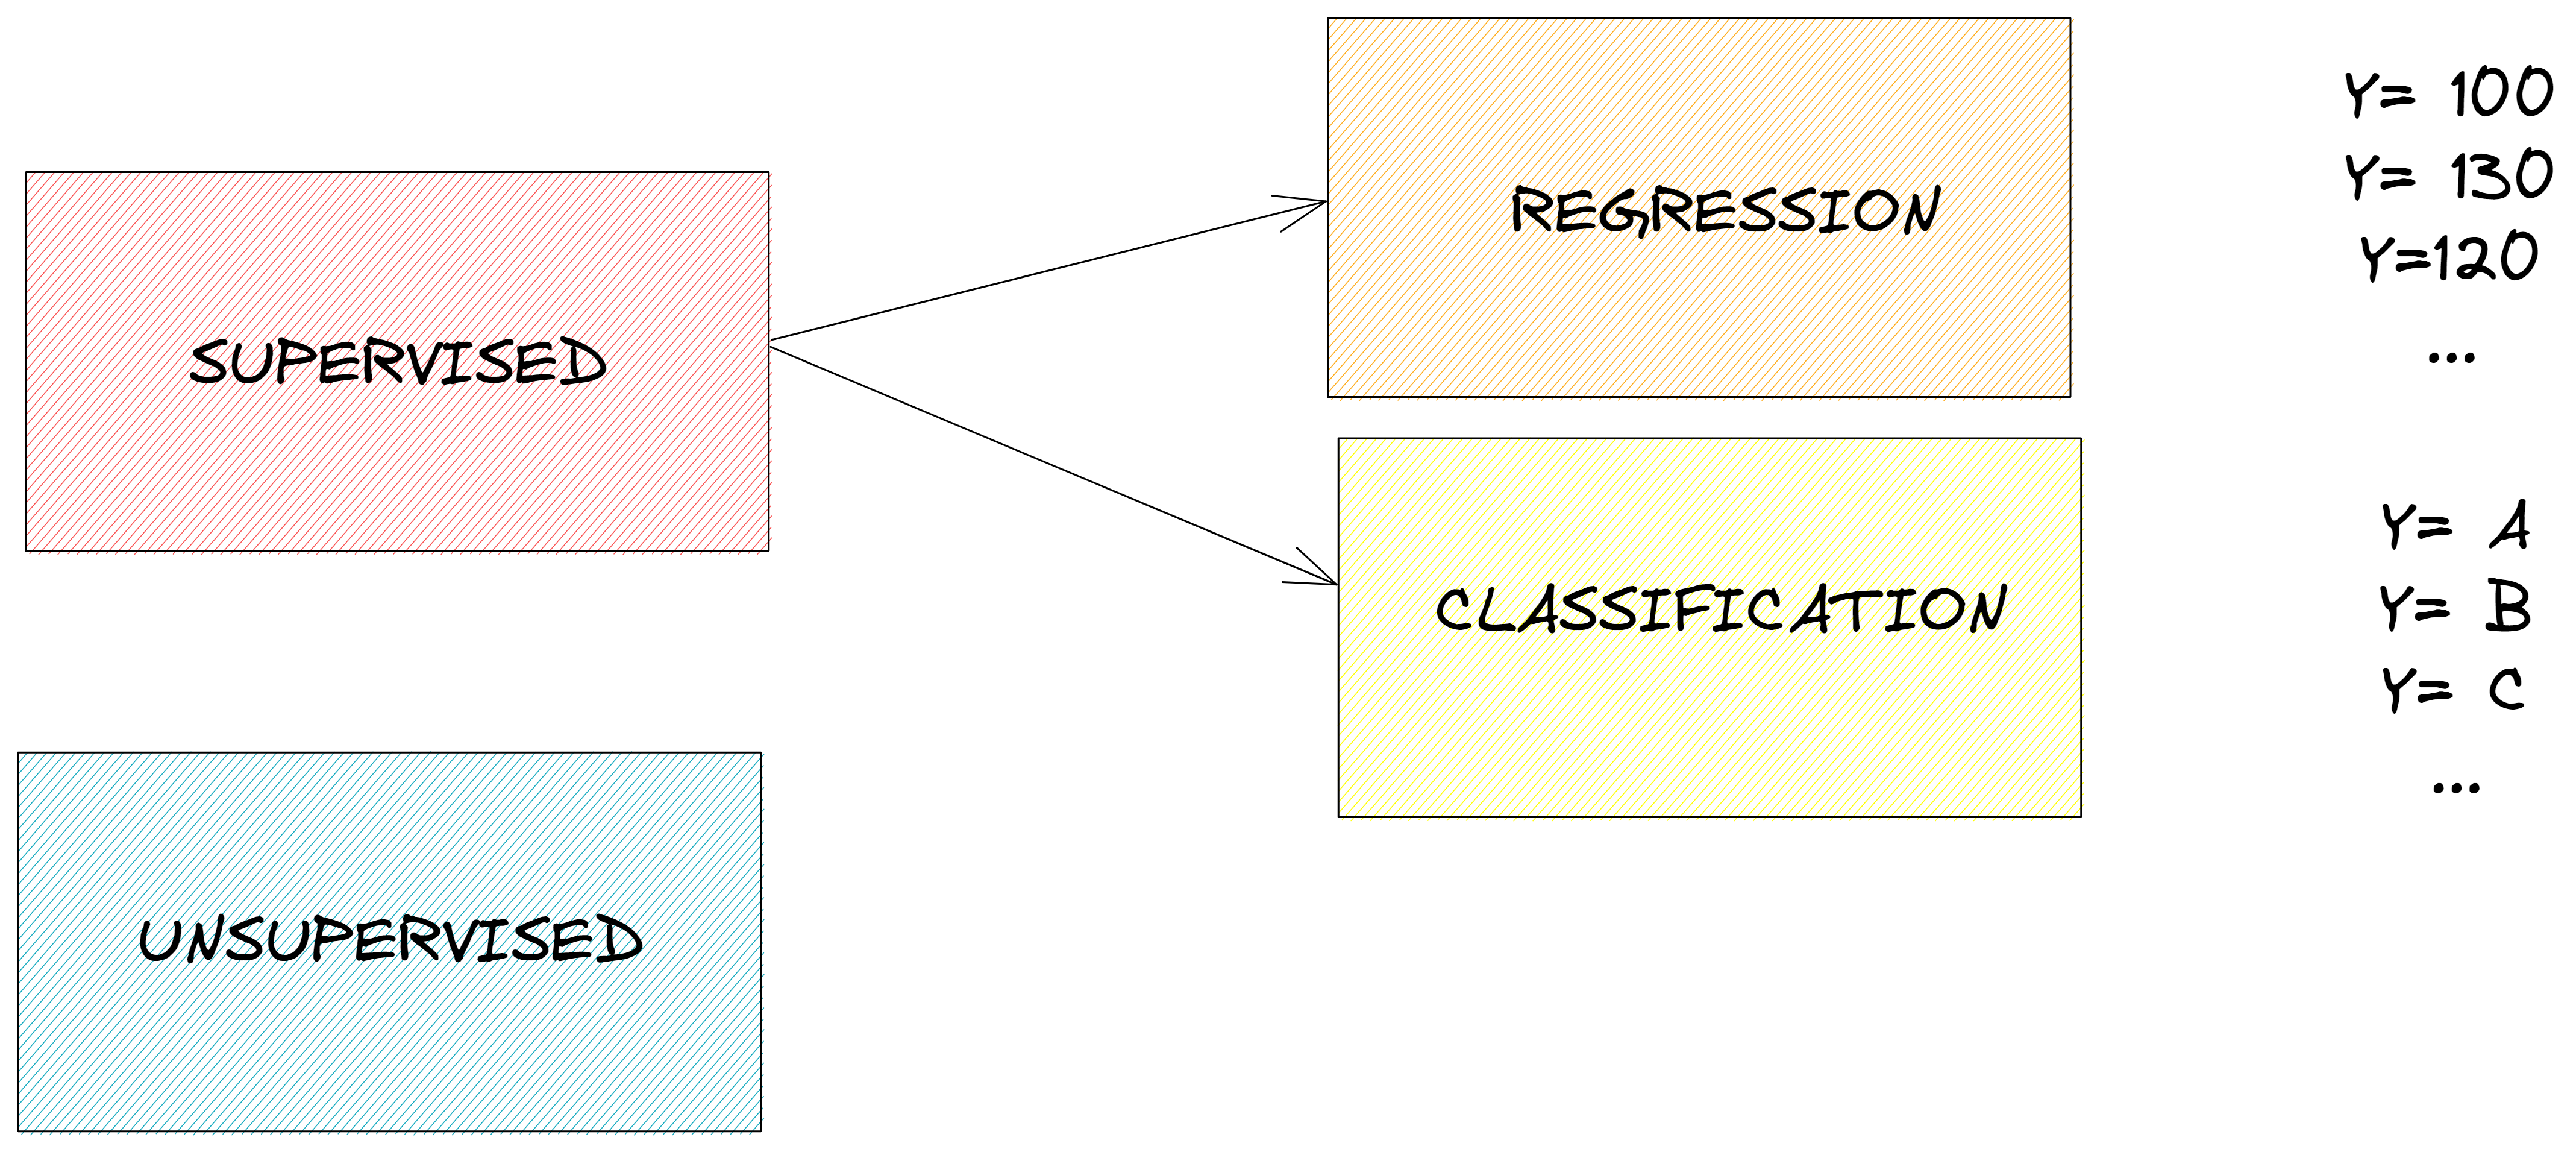 SUPERVISED
REGRESSION
Y= 100
Y= 130
Y=120
...
CLASSIFICATION
Y= A
Y= B
Y= C
...
UNSUPERVISED